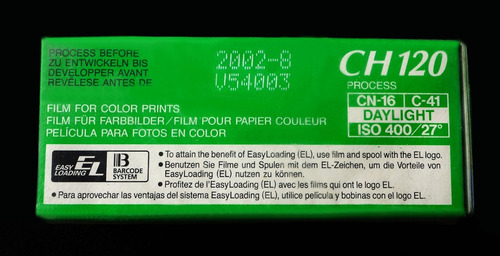 PROCESS BEFORE
ZU ENTWICKELN BIS
DEVELOPPER AVANT
REVÉLESE ANTES DE
2002-8
V54003
CH 120
PROCESS
CN-16 C-41
DAYLIGHT
ISO 400/27°
FILM FOR COLOR PRINTS
FILM FÜR FARBBILDER/FILM POUR PAPIER COULEUR
PELÍCULA PARA FOTOS EN COLOR
EASY LOADING EL
B BARCODE SYSTEM
• To attain the benefit of EasyLoading (EL), use film and spool with the EL logo.
• Benutzen Sie Filme und Spulen mit dem EL-Zeichen, um die Vorteile von
EasyLoading (EL) nutzen zu können.
• Profitez de l'EasyLoading (EL) avec les films qui ont le logo EL.
• Para aprovechar las ventajas del sistema EasyLoading (EL), utilice película y bobinas con el logo EL.